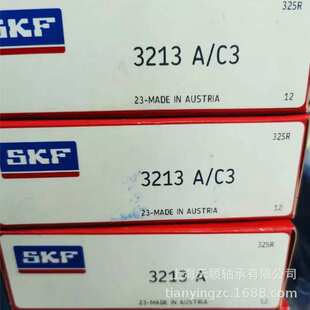 325R
SKF
3213 A/C3
23-MADE IN AUSTRIA
12
325R
SKF
3213 A/C3
23-MADE IN AUSTRIA
12
325R
SKF
3213 A
23-MADE IN AUSTRIA
12
tianyingzc.1688.com